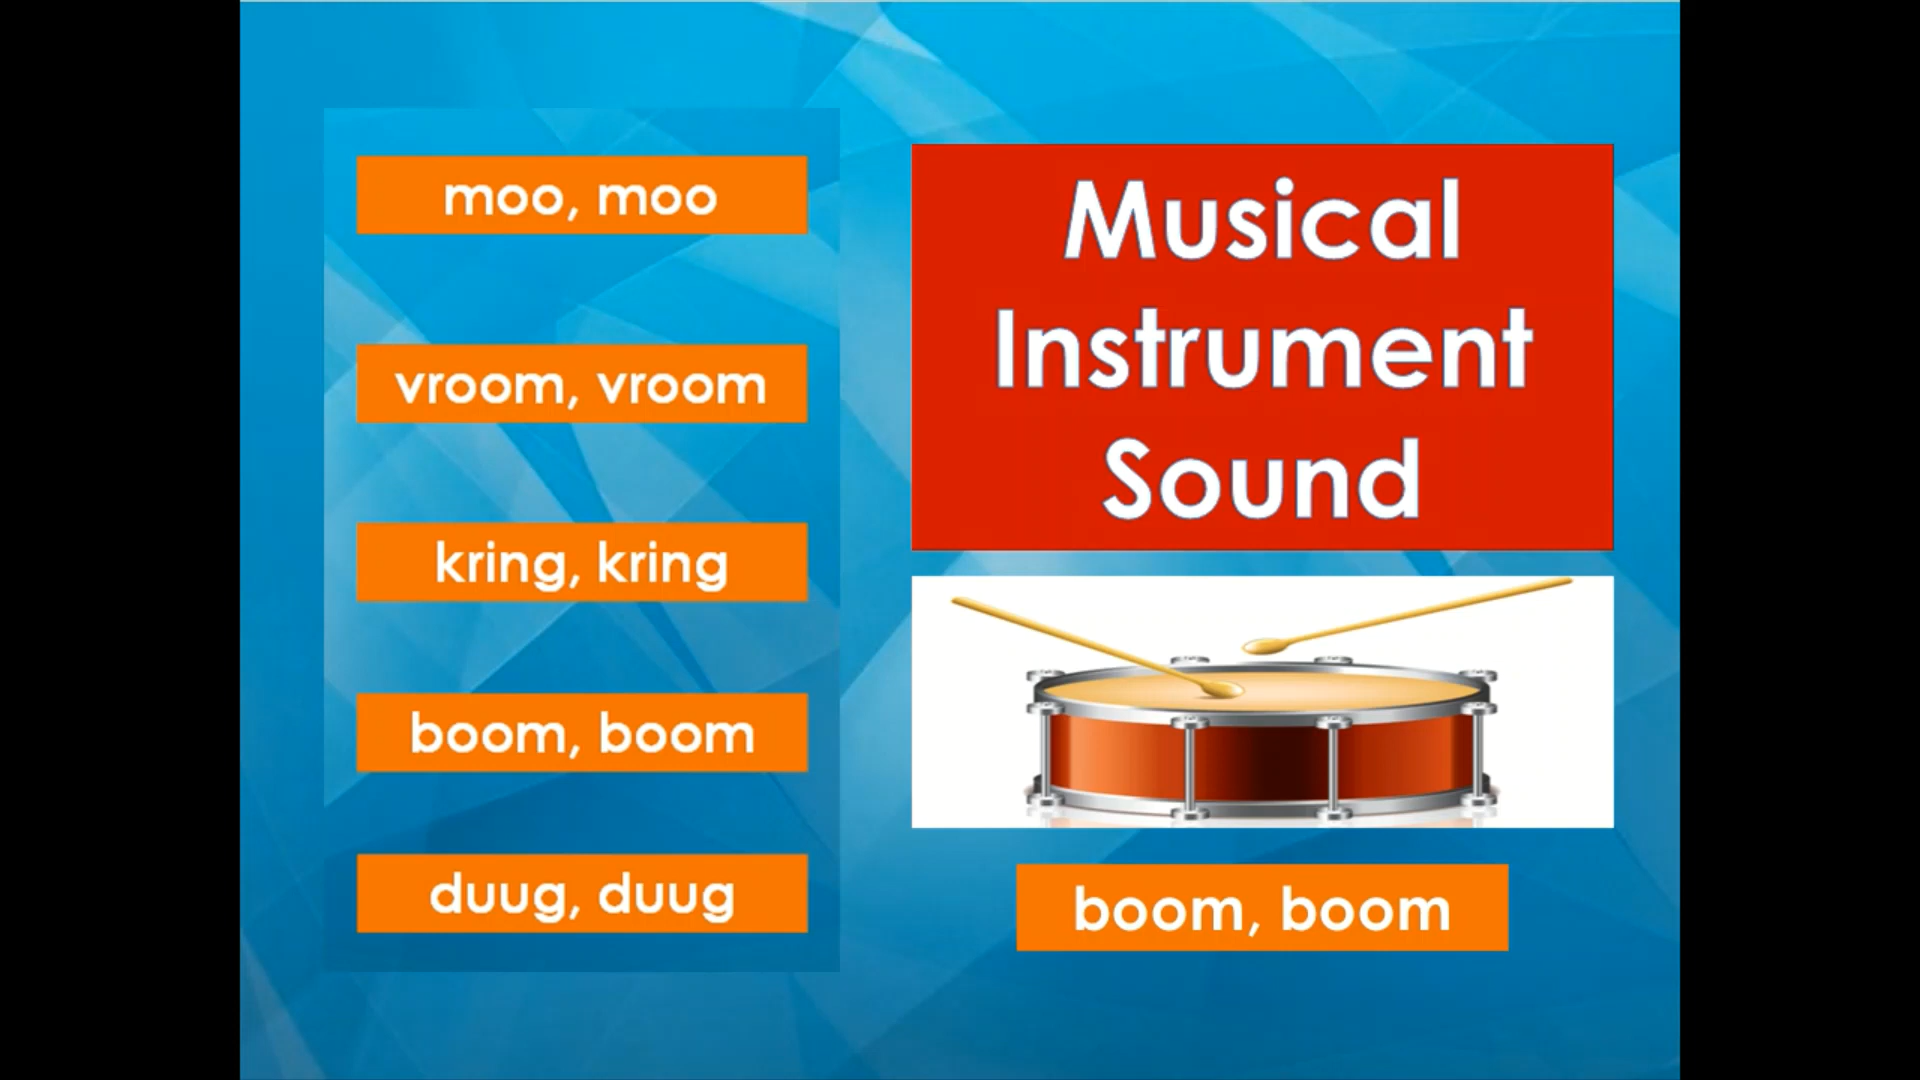 moo, moo
vroom, vroom
kring, kring
boom, boom
duug, duug
Musical
Instrument
Sound
boom, boom